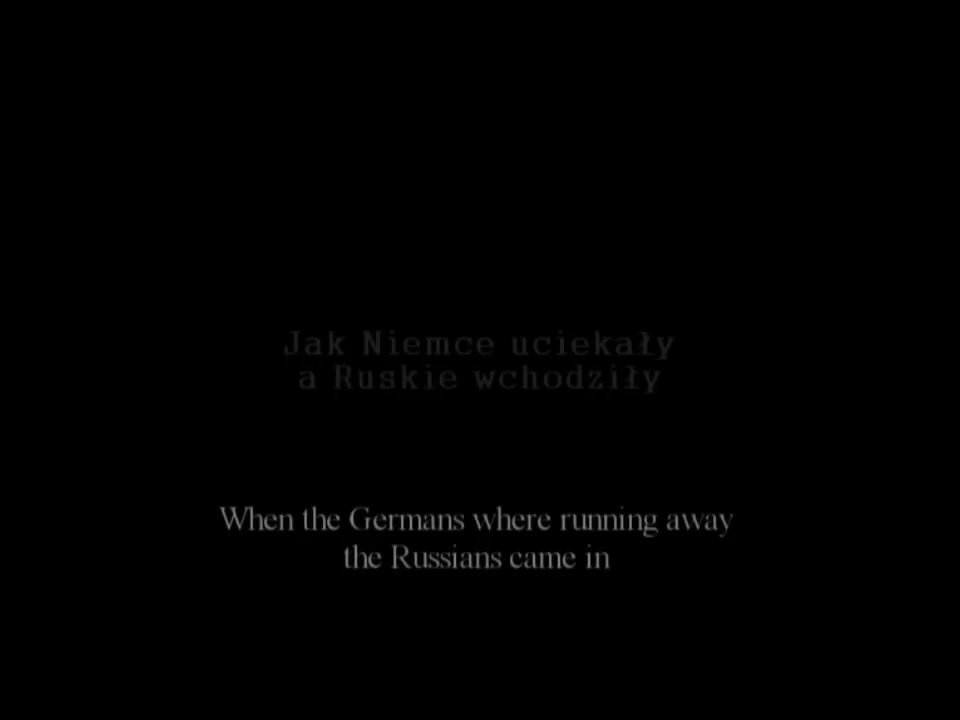 Jak Niemce uciekały
a Ruskie wchodziły
When the Germans where running away
the Russians came in